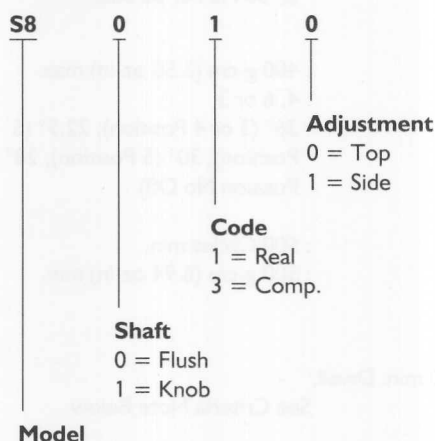 S8 0 1 0
Adjustment
0 = Top
1 = Side
Code
1 = Real
3 = Comp.
Shaft
0 = Flush
1 = Knob
Model